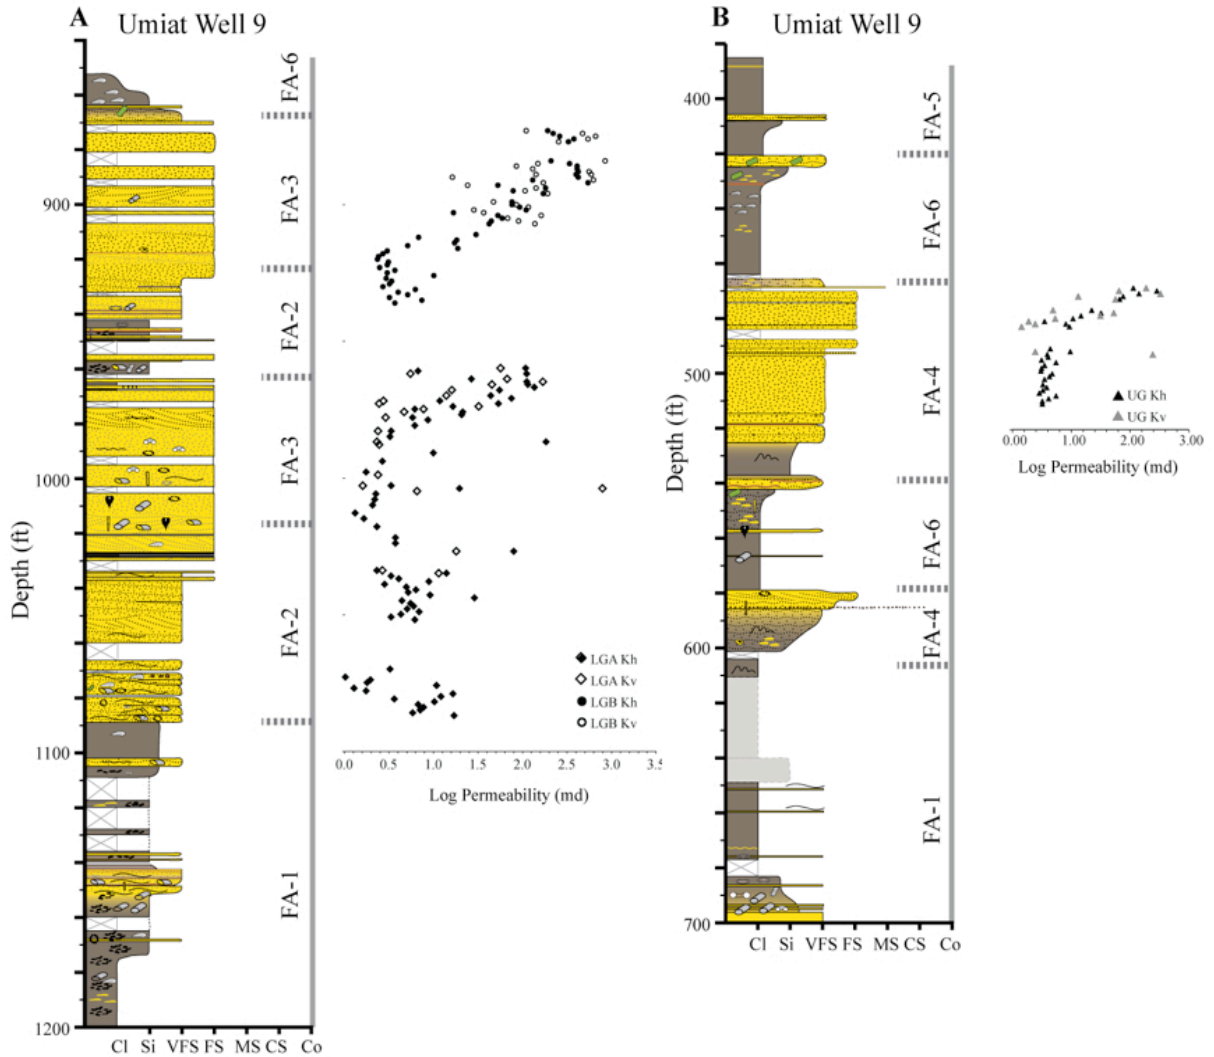 A
Umiat Well 9
FA-6
FA-3
FA-2
FA-3
FA-2
FA-1
900
1000
1100
1200
Depth (ft)
Cl Si VFS FS MS CS Co
LGA Kh
LGA Kv
LGB Kh
LGB Kv
0.0 0.5 1.0 1.5 2.0 2.5 3.0 3.5
Log Permeability (md)
B
Umiat Well 9
FA-5
FA-6
FA-4
FA-6
FA-4
FA-1
400
500
600
700
Depth (ft)
Cl Si VFS FS MS CS Co
UG Kh
UG Kv
0.00 1.00 2.00 3.00
Log Permeability (md)